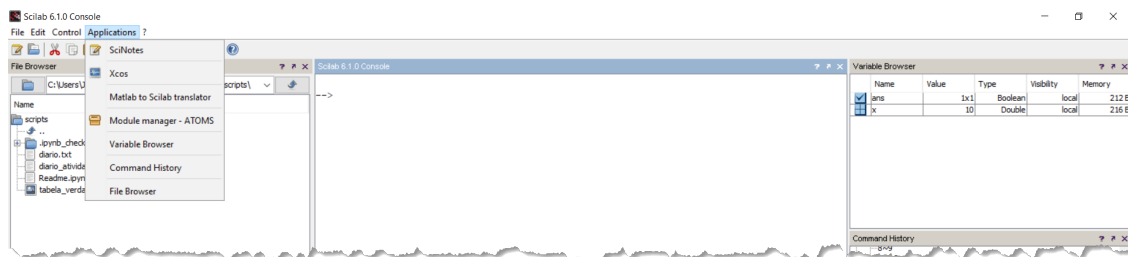 Scilab 6.1.0 Console
File Edit Control Applications ?
SciNotes
Xcos
Matlab to Scilab translator
Module manager - ATOMS
Variable Browser
Command History
File Browser
File Browser ? ↗ X
C:\Users\ scripts\
Name
scripts
..
.ipynb_check
diario.txt
diario_ativida
Readme.ipyn
tabela_verda
Scilab 6.1.0 Console ? ↗ X
-->
Variable Browser ? ↗ X
Name Value Type Visibility Memory
ans 1x1 Boolean local 212 B
x 10 Double local 216 B
Command History ? ↗ X